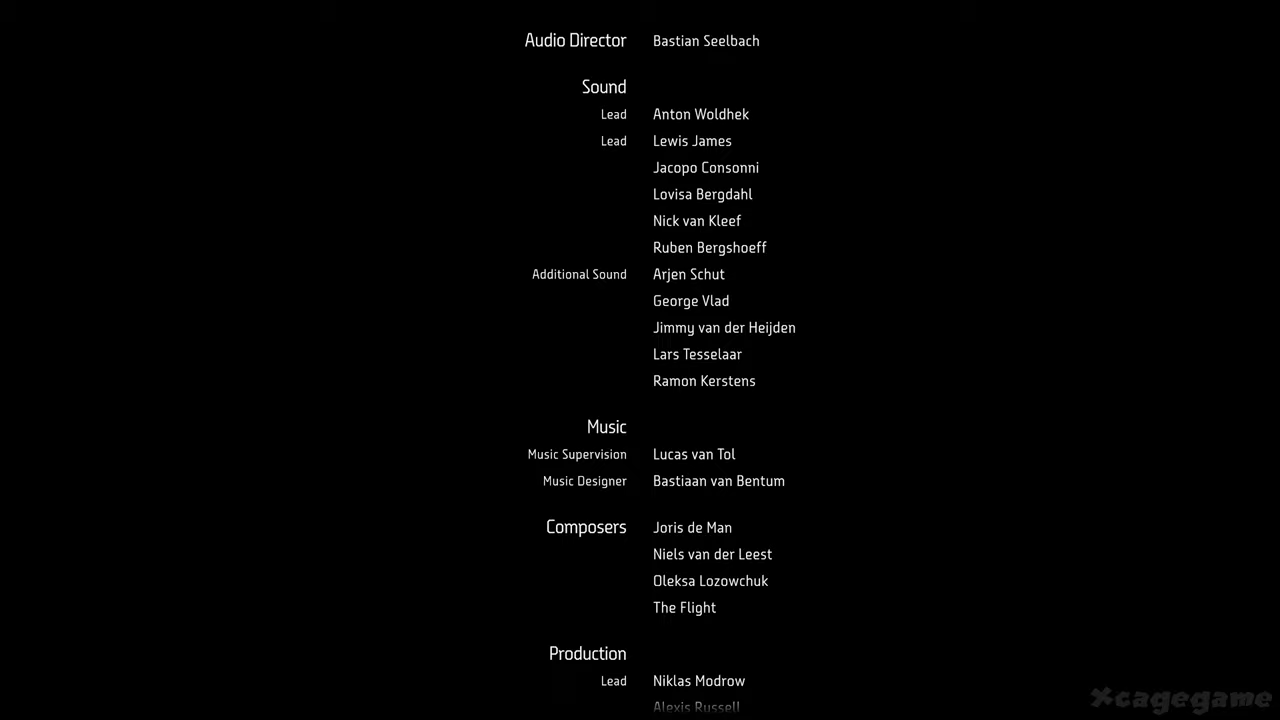 Audio Director Bastian Seelbach
Sound
Lead Anton Woldhek
Lead Lewis James
Jacopo Consonni
Lovisa Bergdahl
Nick van Kleef
Ruben Bergshoeff
Additional Sound Arjen Schut
George Vlad
Jimmy van der Heijden
Lars Tesselaar
Ramon Kerstens
Music
Music Supervision Lucas van Tol
Music Designer Bastiaan van Bentum
Composers Joris de Man
Niels van der Leest
Oleksa Lozowchuk
The Flight
Production
Lead Niklas Modrow
Alexis Russell
Xcagegame